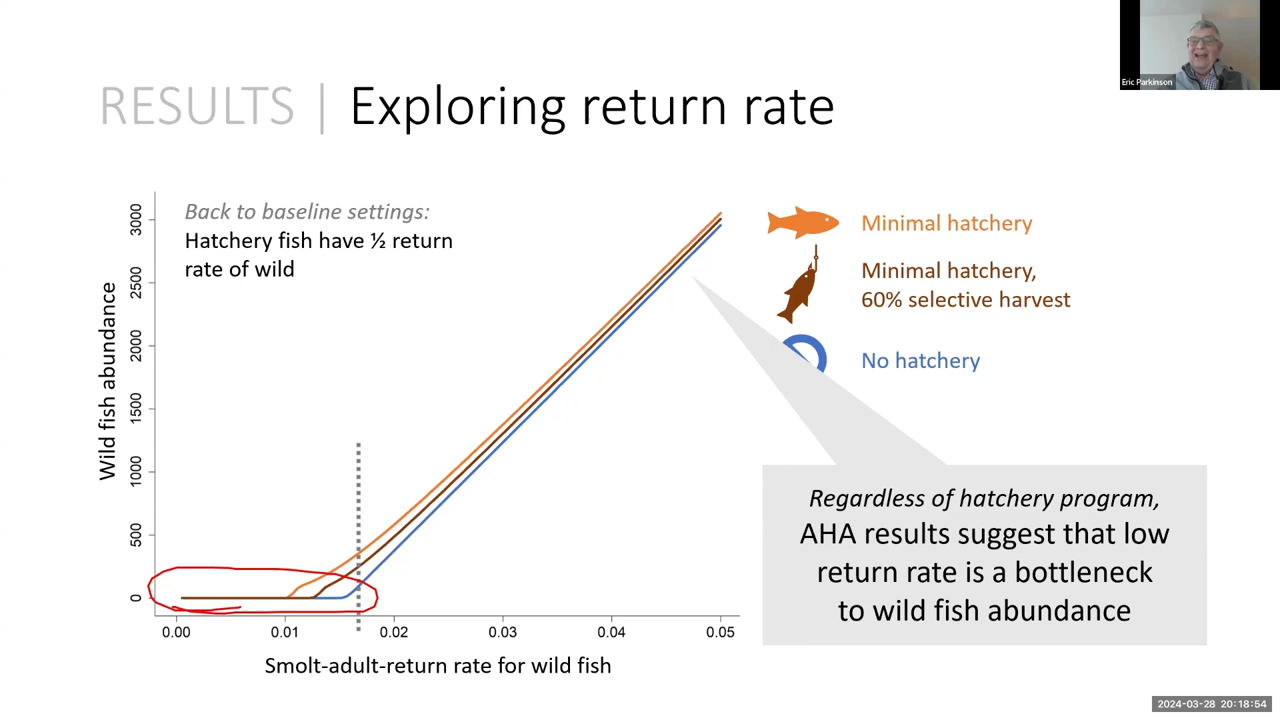 Eric Parkinson
RESULTS | Exploring return rate
Back to baseline settings:
Hatchery fish have ½ return
rate of wild
Minimal hatchery
Minimal hatchery,
60% selective harvest
No hatchery
Wild fish abundance
3000
2500
2000
1500
1000
500
0
0.00 0.01 0.02 0.03 0.04 0.05
Smolt-adult-return rate for wild fish
Regardless of hatchery program,
AHA results suggest that low
return rate is a bottleneck
to wild fish abundance
2024-03-28 20:18:54